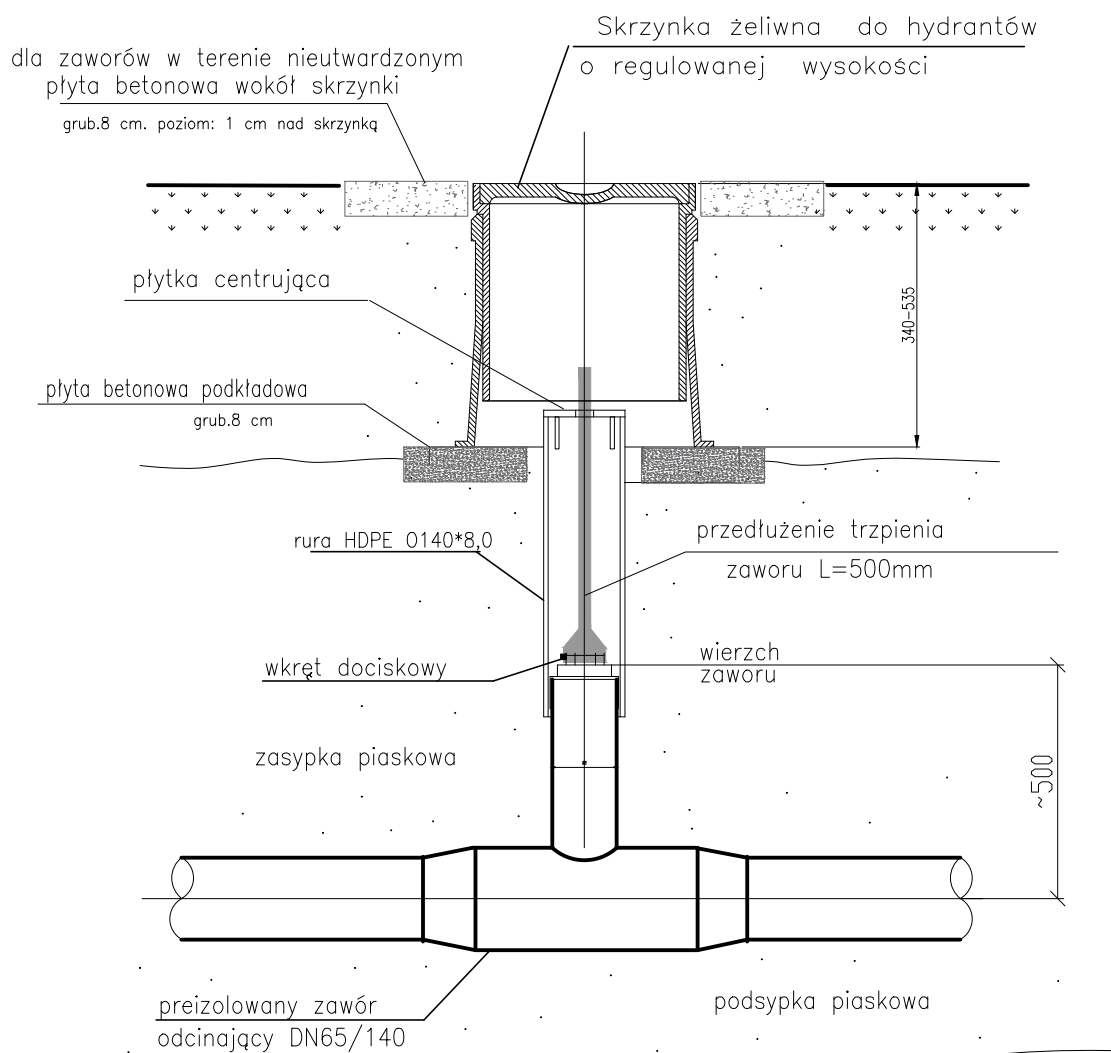 Skrzynka żeliwna do hydrantów
o regulowanej wysokości
dla zaworów w terenie nieutwardzonym
płyta betonowa wokół skrzynki
grub.8 cm. poziom: 1 cm nad skrzynką
płytka centrująca
340-535
płyta betonowa podkładowa
grub.8 cm
rura HDPE O140*8,0
przedłużenie trzpienia
zaworu L=500mm
wkręt dociskowy
wierzch
zaworu
zasypka piaskowa
~500
preizolowany zawór
odcinający DN65/140
podsypka piaskowa